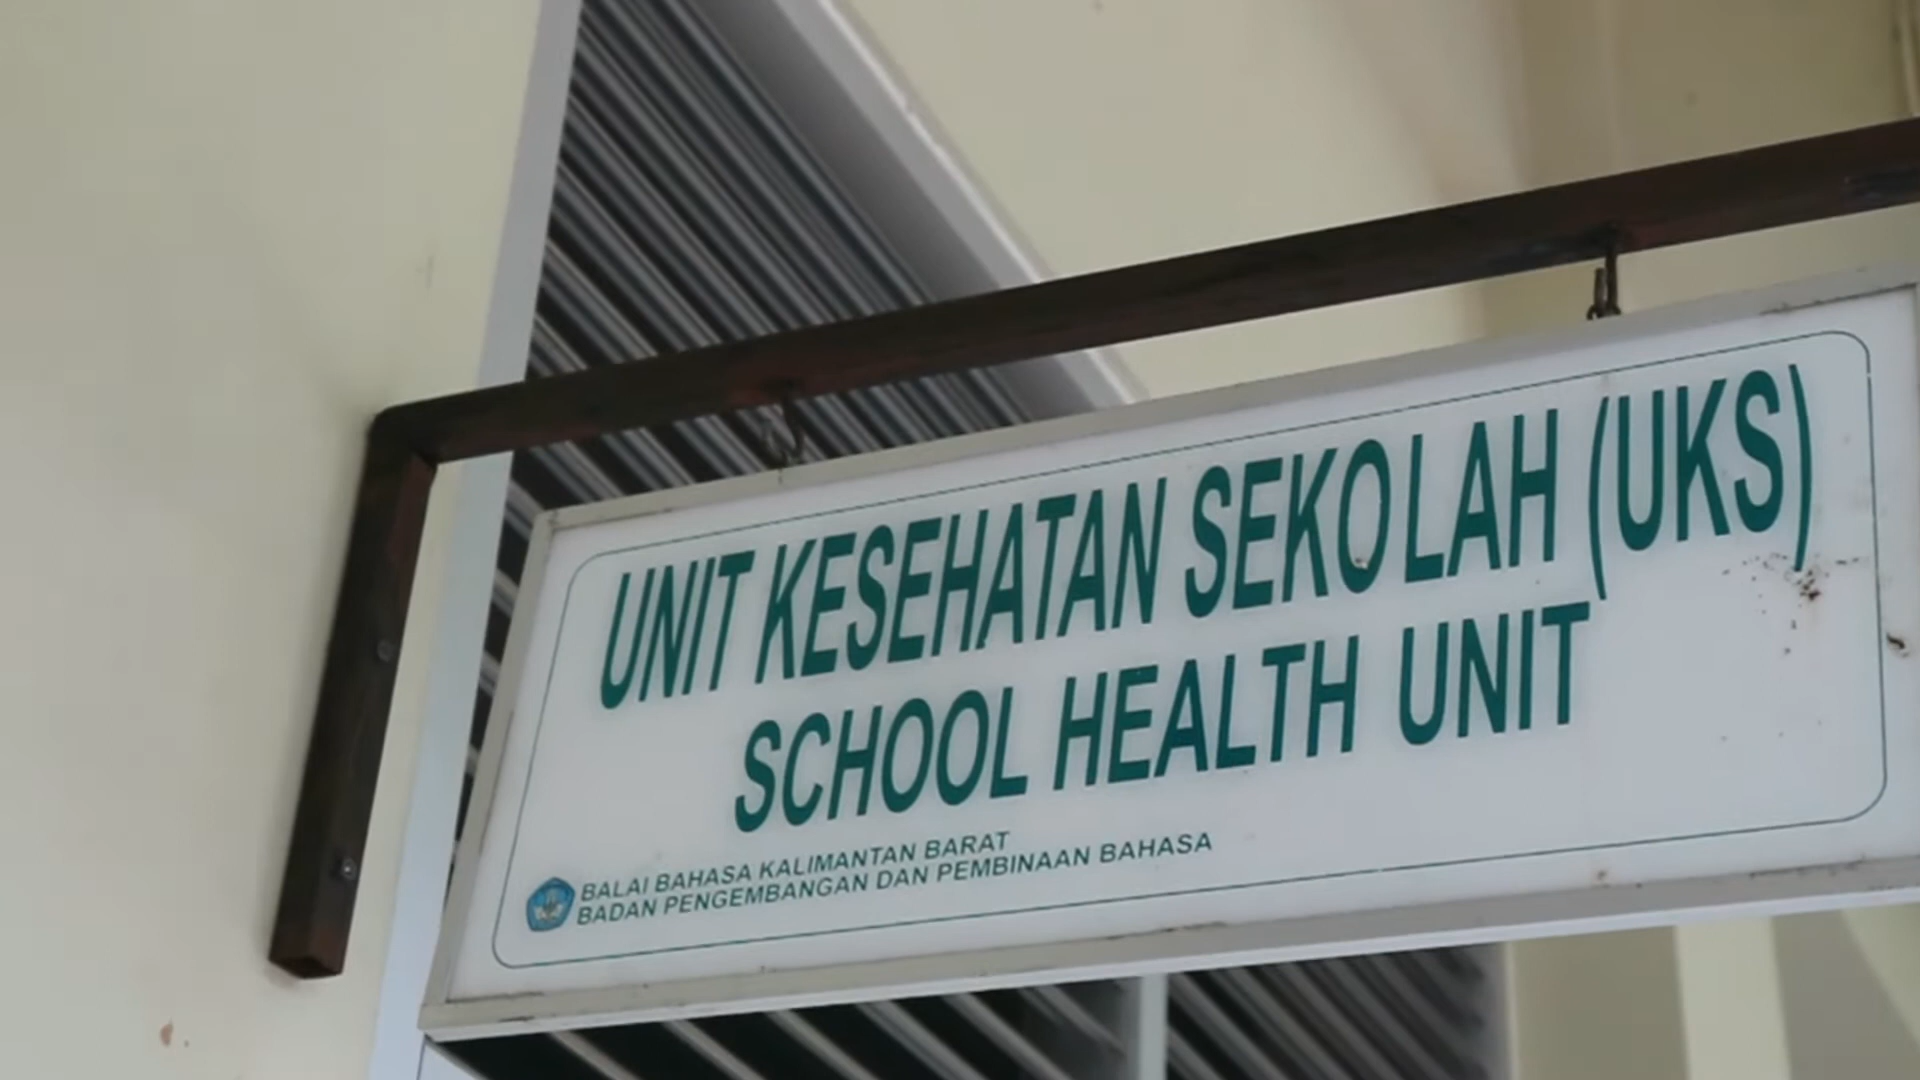 UNIT KESEHATAN SEKOLAH (UKS)
SCHOOL HEALTH UNIT
BALAI BAHASA KALIMANTAN BARAT
BADAN PENGEMBANGAN DAN PEMBINAAN BAHASA